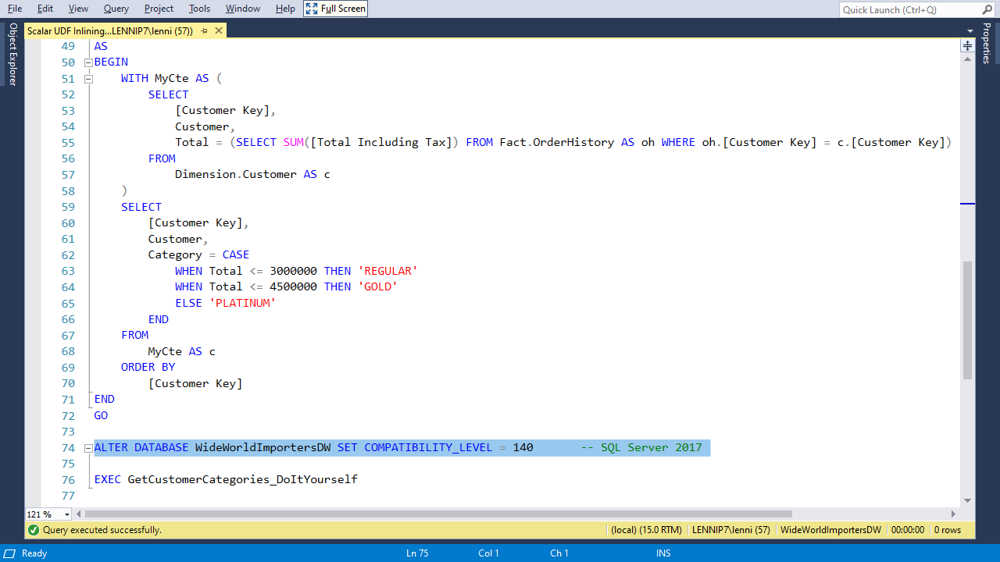 File Edit View Query Project Tools Window Help Full Screen
Quick Launch (Ctrl+Q)
Object Explorer
Scalar UDF Inlining...LENNIP7\lenni (57))
Properties
49 AS
50 BEGIN
51 WITH MyCte AS (
52 SELECT
53 [Customer Key],
54 Customer,
55 Total = (SELECT SUM([Total Including Tax]) FROM Fact.OrderHistory AS oh WHERE oh.[Customer Key] = c.[Customer Key])
56 FROM
57 Dimension.Customer AS c
58 )
59 SELECT
60 [Customer Key],
61 Customer,
62 Category = CASE
63 WHEN Total <= 3000000 THEN 'REGULAR'
64 WHEN Total <= 4500000 THEN 'GOLD'
65 ELSE 'PLATINUM'
66 END
67 FROM
68 MyCte AS c
69 ORDER BY
70 [Customer Key]
71 END
72 GO
73
74 ALTER DATABASE WideWorldImportersDW SET COMPATIBILITY_LEVEL = 140 -- SQL Server 2017
75
76 EXEC GetCustomerCategories_DoItYourself
77
121 %
Query executed successfully. (local) (15.0 RTM) LENNIP7\lenni (57) WideWorldImportersDW 00:00:00 0 rows
Ready Ln 75 Col 1 Ch 1 INS